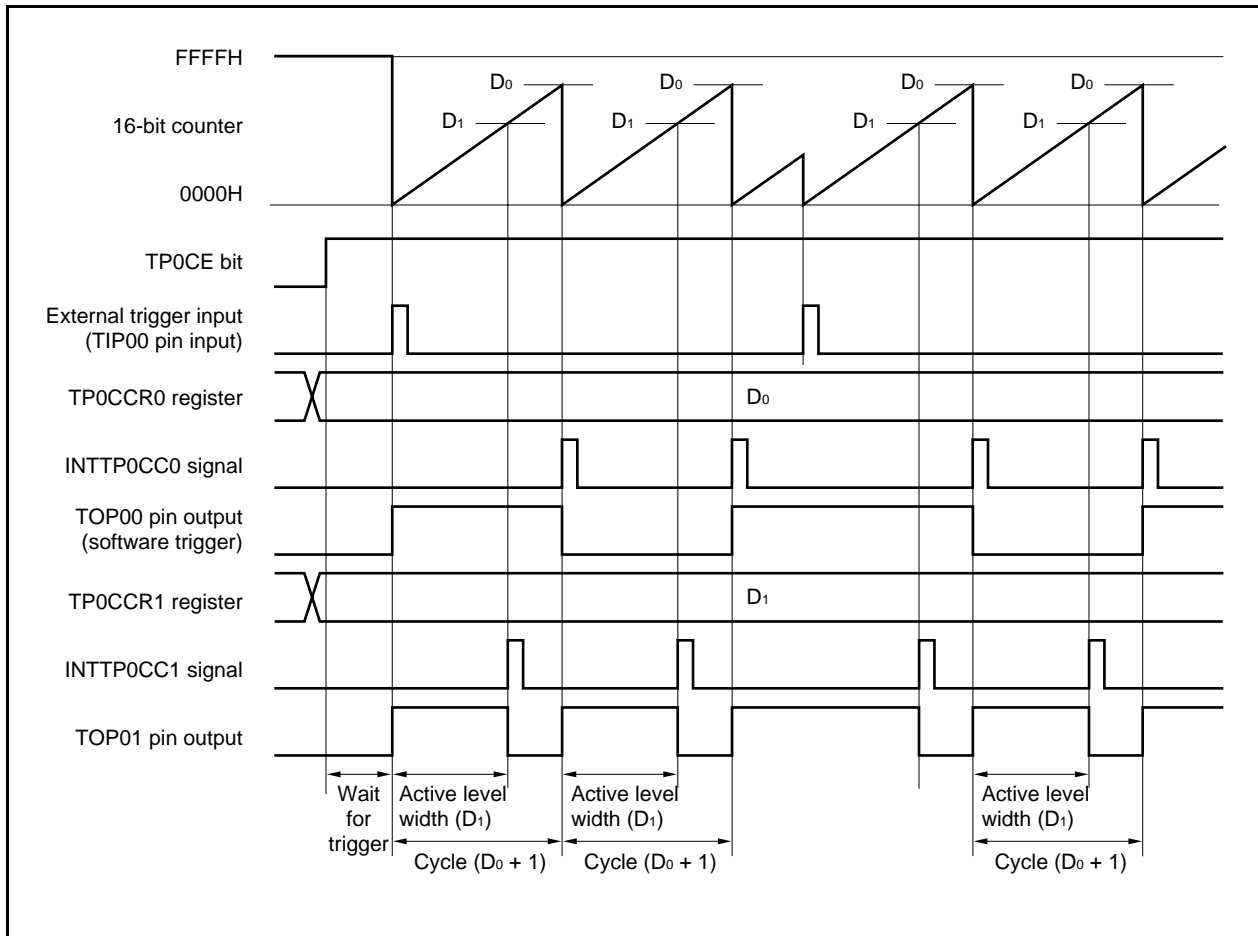 FFFFH
D0 D0 D0 D0
D1 D1 D1 D1
16-bit counter
0000H
TP0CE bit
External trigger input
(TIP00 pin input)
TP0CCR0 register
D0
INTTP0CC0 signal
TOP00 pin output
(software trigger)
TP0CCR1 register
D1
INTTP0CC1 signal
TOP01 pin output
Wait
for
trigger
Active level
width (D1)
Active level
width (D1)
Active level
width (D1)
Cycle (D0 + 1)
Cycle (D0 + 1)
Cycle (D0 + 1)